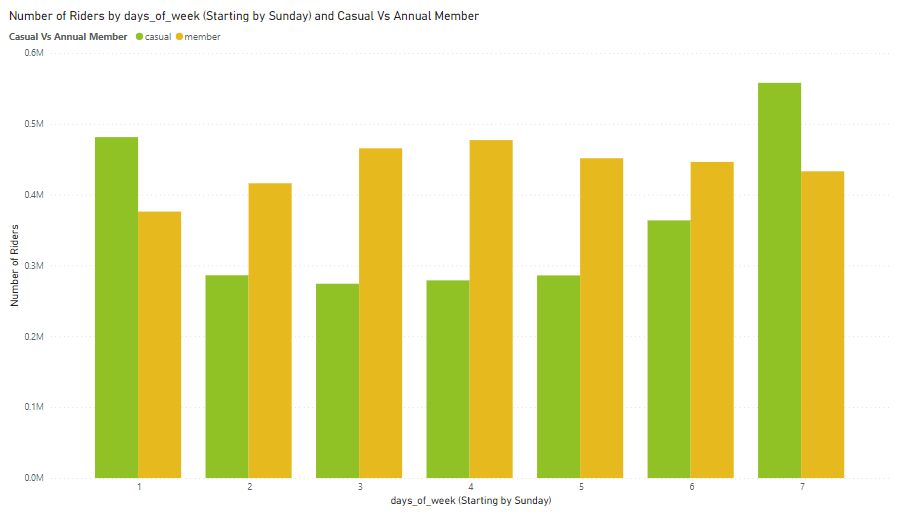 Number of Riders by days_of_week (Starting by Sunday) and Casual Vs Annual Member
Casual Vs Annual Member casual member
0.6M
0.5M
0.4M
0.3M
0.2M
0.1M
0.0M
Number of Riders
1 2 3 4 5 6 7
days_of_week (Starting by Sunday)